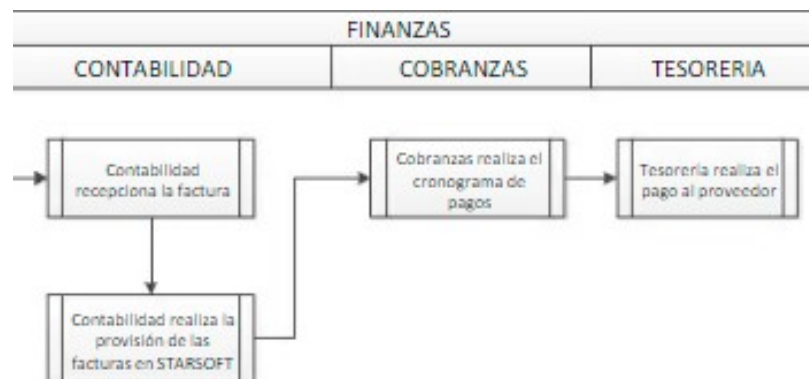 FINANZAS
CONTABILIDAD
COBRANZAS
TESORERIA
Contabilidad
recepciona la factura
Cobranzas realiza el
cronograma de
pagos
Tesorería realiza el
pago al proveedor
Contabilidad realiza la
provisión de las
facturas en STARSOFT